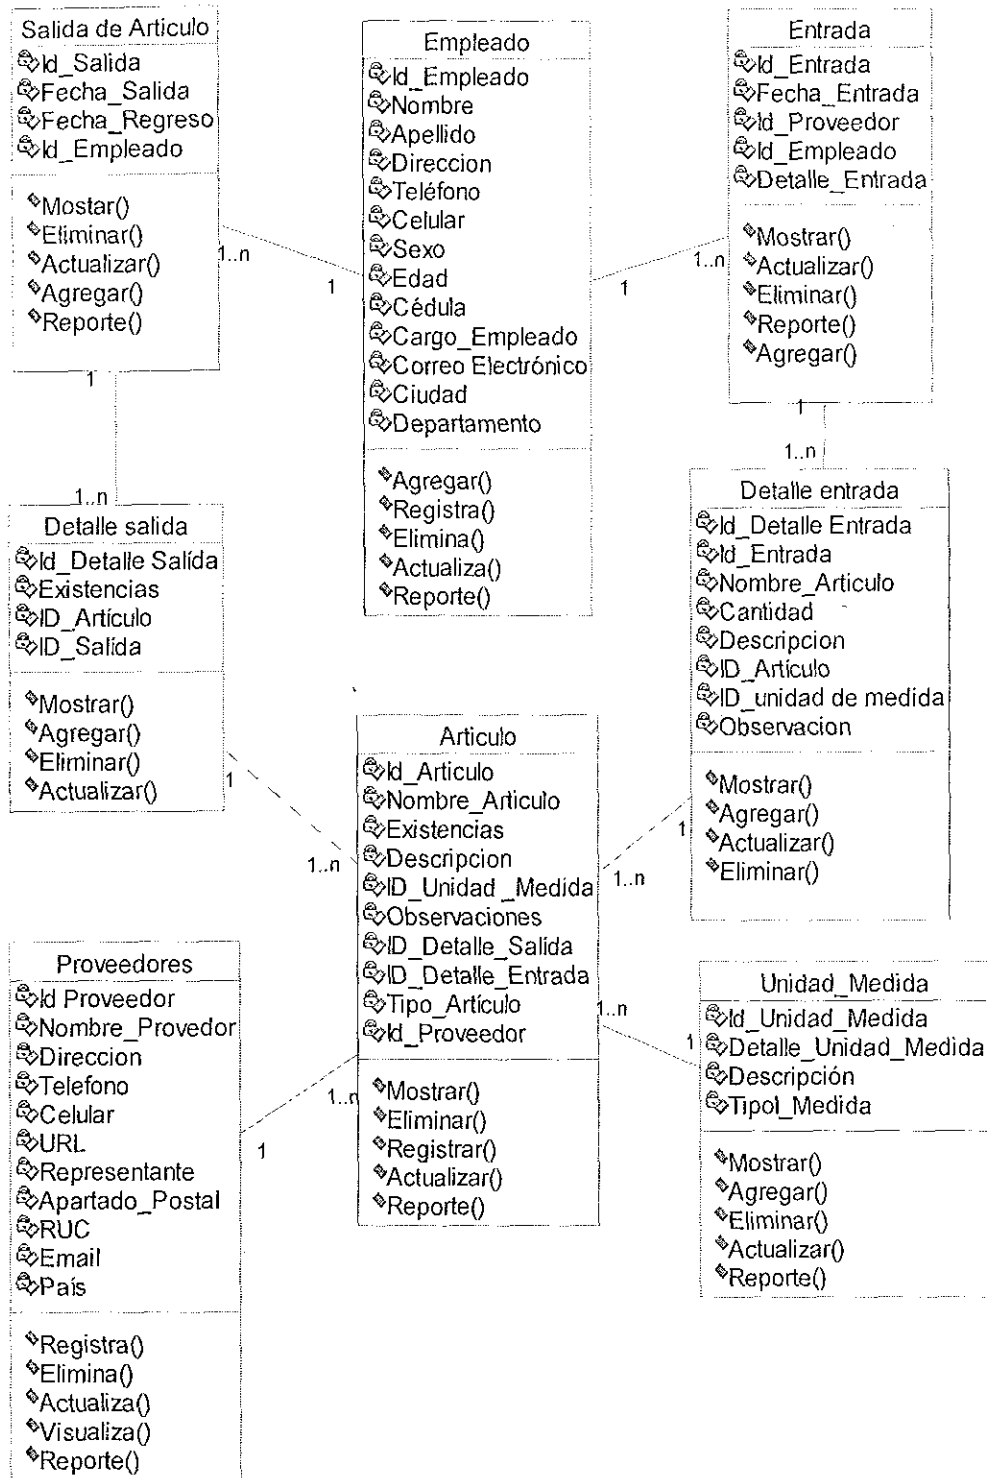 Salida de Articulo
Id_Salida
Fecha_Salida
Fecha_Regreso
Id_Empleado
Mostar()
Eliminar()
Actualizar()
Agregar()
Reporte()
1..n
1
1
1..n
Empleado
Id_Empleado
Nombre
Apellido
Direccion
Teléfono
Celular
Sexo
Edad
Cédula
Cargo_Empleado
Correo Electrónico
Ciudad
Departamento
Agregar()
Registra()
Elimina()
Actualiza()
Reporte()
1
1..n
Entrada
Id_Entrada
Fecha_Entrada
Id_Proveedor
Id_Empleado
Detalle_Entrada
Mostrar()
Actualizar()
Eliminar()
Reporte()
Agregar()
1
1..n
Detalle salida
Id_Detalle Salida
Existencias
ID_Artículo
ID_Salida
Mostrar()
Agregar()
Eliminar()
Actualizar()
1
1..n
Detalle entrada
Id_Detalle Entrada
Id_Entrada
Nombre_Articulo
Cantidad
Descripcion
ID_Artículo
ID_unidad de medida
Observacion
Mostrar()
Agregar()
Actualizar()
Eliminar()
1
1..n
Articulo
Id_Articulo
Nombre_Articulo
Existencias
Descripcion
ID_Unidad _Medida
Observaciones
ID_Detalle_Salida
ID_Detalle_Entrada
Tipo_Artículo
Id_Proveedor
Mostrar()
Eliminar()
Registrar()
Actualizar()
Reporte()
1..n
1
1..n
1
Proveedores
Id Proveedor
Nombre_Provedor
Direccion
Telefono
Celular
URL
Representante
Apartado_Postal
RUC
Email
País
Registra()
Elimina()
Actualiza()
Visualiza()
Reporte()
Unidad_Medida
Id_Unidad_Medida
Detalle_Unidad_Medida
Descripción
Tipol_Medida
Mostrar()
Agregar()
Eliminar()
Actualizar()
Reporte()